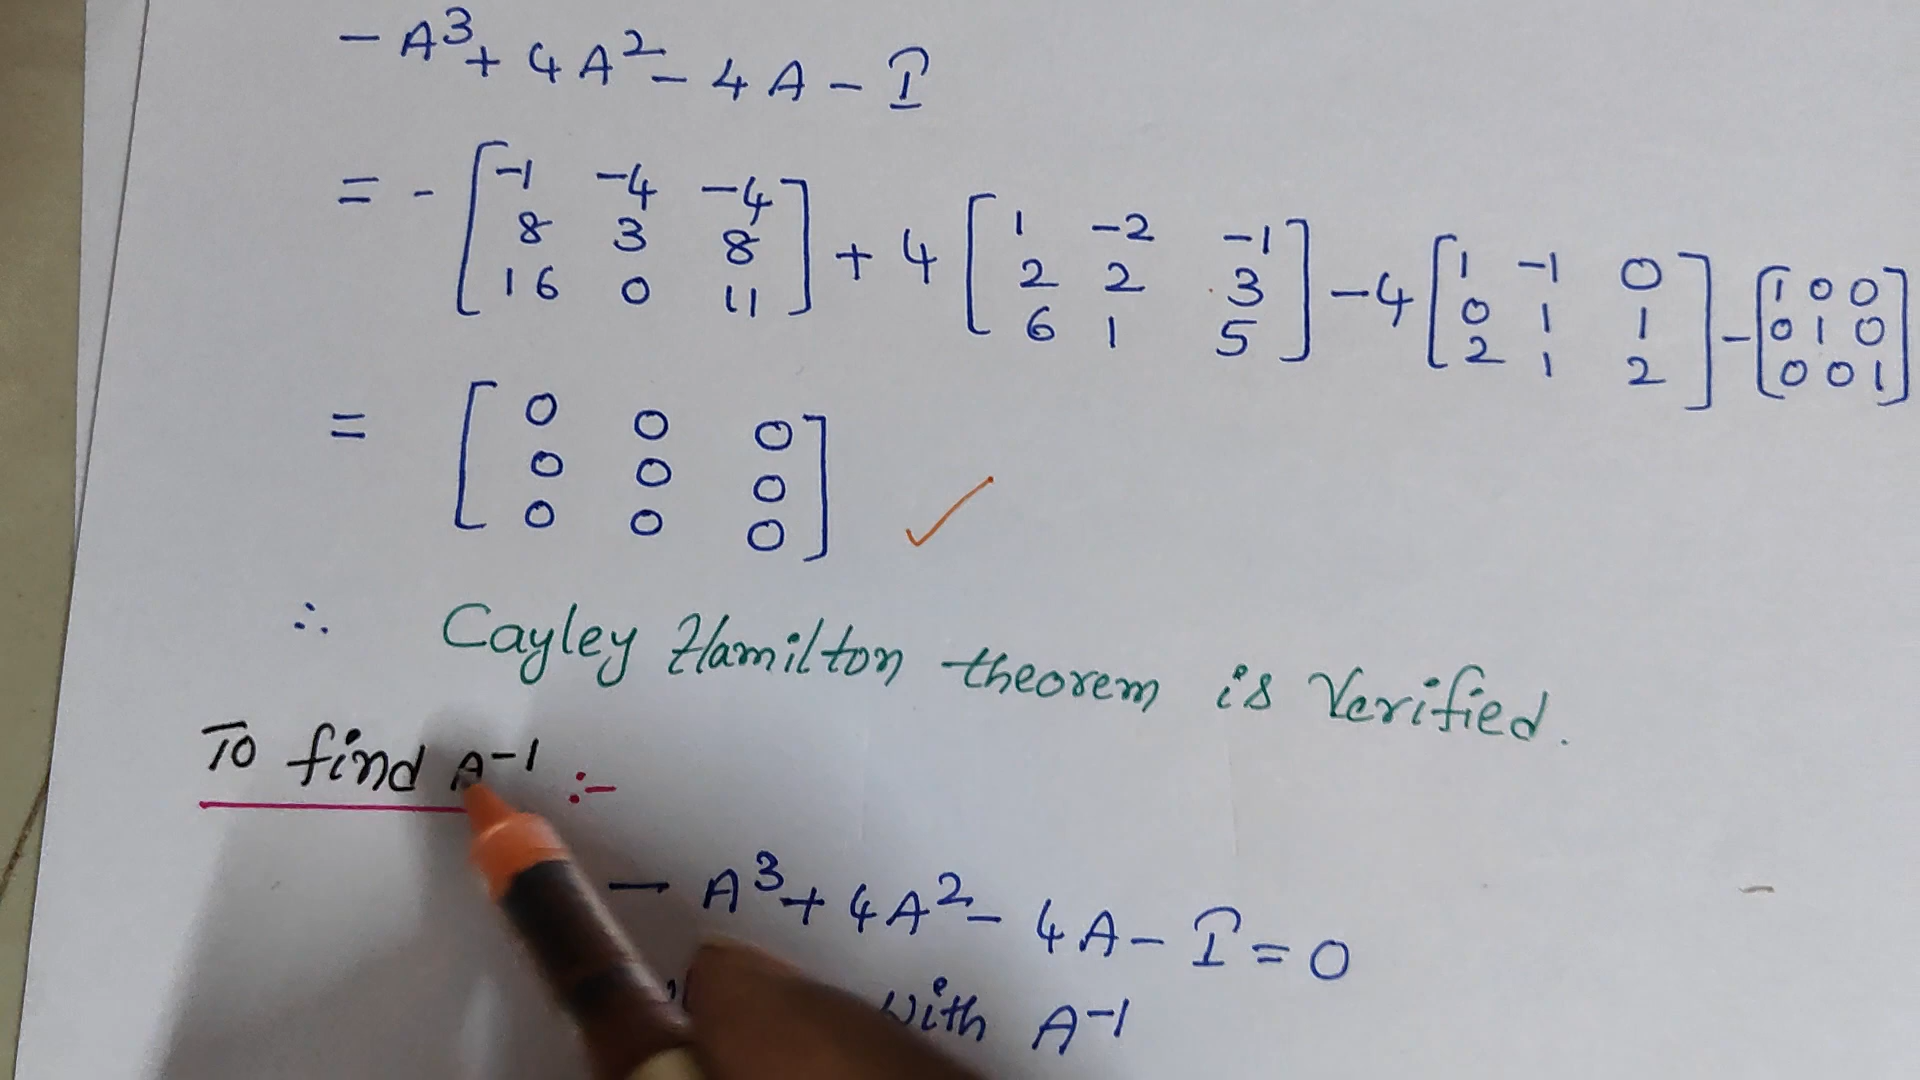 - A³ + 4A² - 4A - I
= - [-1 -4 -4; 8 3 8; 16 0 11] + 4 [1 -2 -1; 2 2 3; 6 1 5] - 4 [1 -1 0; 0 1 1; 2 1 2] - [1 0 0; 0 1 0; 0 0 1]
= [0 0 0; 0 0 0; 0 0 0] ✓
∴ Cayley Hamilton theorem is Verified.
To find A⁻¹ :-
- A³ + 4A² - 4A - I = 0
with A⁻¹